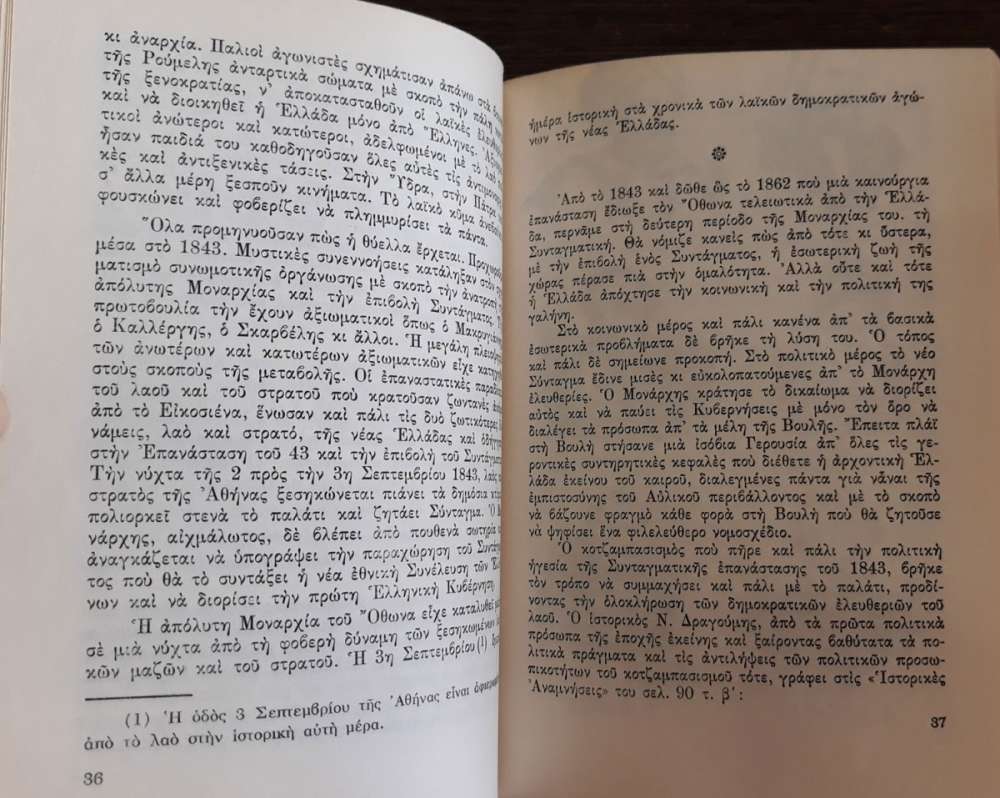 κι ἀναρχία. Παλιοὶ ἀγωνιστὲς σχημάτισαν ἀπάνω στὰ
τῆς Ρούμελης ἀνταρτικὰ σώματα μὲ σκοπὸ τὴν πάλη
τῆς ξενοκρατίας, ν' ἀποκατασταθοῦν οἱ λαϊκὲς
καὶ νὰ διοικηθεῖ ἡ Ἑλλάδα μόνο ἀπὸ Ἕλληνες.
τικοὶ ἀνώτεροι καὶ κατώτεροι, ἀδελφωμένοι μὲ τὸ
ἦσαν παιδιά του καθοδηγοῦσαν ὅλες αὐτὲς τὶς
κὲς καὶ ἀντιξενικὲς τάσεις. Στὴν Ὕδρα, στὴν Πάτρα
σ' ἄλλα μέρη ξεσποῦν κινήματα. Τὸ λαϊκὸ κῦμα
φουσκώνει καὶ φοβερίζει νὰ πλημμυρίσει τὰ πάντα.
Ὅλα προμηνυοῦσαν πὼς ἡ θύελλα ἔρχεται.
μέσα στὸ 1843. Μυστικὲς συνεννοήσεις κατάληξαν στὸν
ματισμὸ συνωμοτικῆς ὀργάνωσης μὲ σκοπὸ τὴν ἀνατροπὴ
ἀπόλυτης Μοναρχίας καὶ τὴν ἐπιβολὴ Συντάγματος.
πρωτοβουλία τὴν ἔχουν ἀξιωματικοὶ ὅπως ὁ
ὁ Καλλέργης, ὁ Σκαρβέλης κι ἄλλοι. Ἡ μεγάλη
τῶν ἀνωτέρων καὶ κατωτέρων ἀξιωματικῶν εἶχε
στοὺς σκοποὺς τῆς μεταβολῆς. Οἱ ἐπαναστατικὲς
τοῦ λαοῦ καὶ τοῦ στρατοῦ ποὺ κρατοῦσαν ζωντανὲς
ἀπὸ τὸ Εἰκοσιένα, ἕνωσαν καὶ πάλι τὶς δυὸ ζωτικότερες
νάμεις, λαὸ καὶ στρατό, τῆς νέας Ἑλλάδας καὶ
στὴν Ἐπανάσταση τοῦ 43 καὶ τὴν ἐπιβολὴ τοῦ
Τὴν νύχτα τῆς 2 πρὸς τὴν 3η Σεπτεμβρίου 1843,
στρατὸς τῆς Ἀθήνας ξεσηκώνεται πιάνει τὰ δημόσια
πολιορκεῖ στενὰ τὸ παλάτι καὶ ζητάει Σύνταγμα.
νάρχης, αἰχμάλωτος, δὲ βλέπει ἀπὸ πουθενὰ σωτηρία
ἀναγκάζεται νὰ ὑπογράψει τὴν παραχώρηση τοῦ
τος ποὺ θὰ τὸ συντάξει ἡ νέα ἐθνικὴ Συνέλευση τῶν
νων καὶ νὰ διορίσει τὴν πρώτη Ἑλληνικὴ Κυβέρνηση.
Ἡ ἀπόλυτη Μοναρχία τοῦ Ὄθωνα εἶχε καταλυθεῖ
σὲ μιὰ νύχτα ἀπὸ τὴ φοβερὴ δύναμη τῶν ξεσηκωμένων
κῶν μαζῶν καὶ τοῦ στρατοῦ. Ἡ 3η Σεπτεμβρίου (1)
(1) Ἡ ὁδὸς 3 Σεπτεμβρίου τῆς Ἀθήνας εἶναι
ἀπὸ τὸ λαὸ στὴν ἱστορικὴ αὐτὴ μέρα.
36
ἡμέρα ἱστορικὴ στὰ χρονικὰ τῶν λαϊκῶν δημοκρατικῶν ἀγώ-
νων τῆς νέας Ἑλλάδας.
Ἀπὸ τὸ 1843 καὶ δῶθε ὣς τὸ 1862 ποὺ μιὰ καινούργια
ἐπανάσταση ἔδιωξε τὸν Ὄθωνα τελειωτικὰ ἀπὸ τὴν Ἑλλά-
δα, περνᾶμε στὴ δεύτερη περίοδο τῆς Μοναρχίας του. τὴ
Συνταγματική. Θὰ νόμιζε κανεὶς πὼς ἀπὸ τότε κι ὕστερα,
μὲ τὴν ἐπιβολὴ ἑνὸς Συντάγματος, ἡ ἐσωτερικὴ ζωὴ τῆς
χώρας πέρασε πιὰ στὴν ὁμαλότητα. Ἀλλὰ οὔτε καὶ τότε
ἡ Ἑλλάδα ἀπόχτησε τὴν κοινωνικὴ καὶ τὴν πολιτική της
γαλήνη.
Στὸ κοινωνικὸ μέρος καὶ πάλι κανένα ἀπ' τὰ βασικὰ
ἐσωτερικὰ προβλήματα δὲ βρῆκε τὴ λύση του. Ὁ τόπος
καὶ πάλι δὲ σημείωνε προκοπή. Στὸ πολιτικὸ μέρος τὸ νέο
Σύνταγμα ἔδινε μισὲς κι εὐκολοπατούμενες ἀπ' τὸ Μονάρχη
ἐλευθερίες. Ὁ Μονάρχης κράτησε τὸ δικαίωμα νὰ διορίζει
αὐτὸς καὶ νὰ παύει τὶς Κυβερνήσεις μὲ μόνο τὸν ὅρο νὰ
διαλέγει τὰ πρόσωπα ἀπ' τὰ μέλη τῆς Βουλῆς. Ἔπειτα πλάϊ
στὴ Βουλὴ στήσανε μιὰ ἰσόβια Γερουσία ἀπ' ὅλες τὶς γε-
ροντικὲς συντηρητικὲς κεφαλὲς ποὺ διέθετε ἡ ἀρχοντικὴ Ἑλ-
λάδα ἐκείνου τοῦ καιροῦ, διαλεγμένες πάντα γιὰ νἆναι τῆς
ἐμπιστοσύνης τοῦ Αὐλικοῦ περιβάλλοντος καὶ μὲ τὸ σκοπὸ
νὰ βάζουνε φραγμὸ κάθε φορὰ στὴ Βουλὴ ποὺ θὰ ζητοῦσε
νὰ ψηφίσει ἕνα φιλελεύθερο νομοσχέδιο.
Ὁ κοτζαμπασισμὸς ποὺ πῆρε καὶ πάλι τὴν πολιτικὴ
ἡγεσία τῆς Συνταγματικῆς ἐπανάστασης τοῦ 1843, βρῆκε
τὸν τρόπο νὰ συμμαχήσει καὶ πάλι μὲ τὸ παλάτι, προδί-
νοντας τὴν ὁλοκλήρωση τῶν δημοκρατικῶν ἐλευθεριῶν τοῦ
λαοῦ. Ὁ ἱστορικὸς Ν. Δραγούμης, ἀπὸ τὰ πρῶτα πολιτικὰ
πρόσωπα τῆς ἐποχῆς ἐκείνης καὶ ξαίροντας βαθύτατα τὰ πο-
λιτικὰ πράγματα καὶ τὶς ἀντιλήψεις τῶν πολιτικῶν προσω-
πικοτήτων τοῦ κοτζαμπασισμοῦ τότε, γράφει στὶς «Ἱστορικὲς
Ἀναμνήσεις» του σελ. 90 τ. β΄:
37